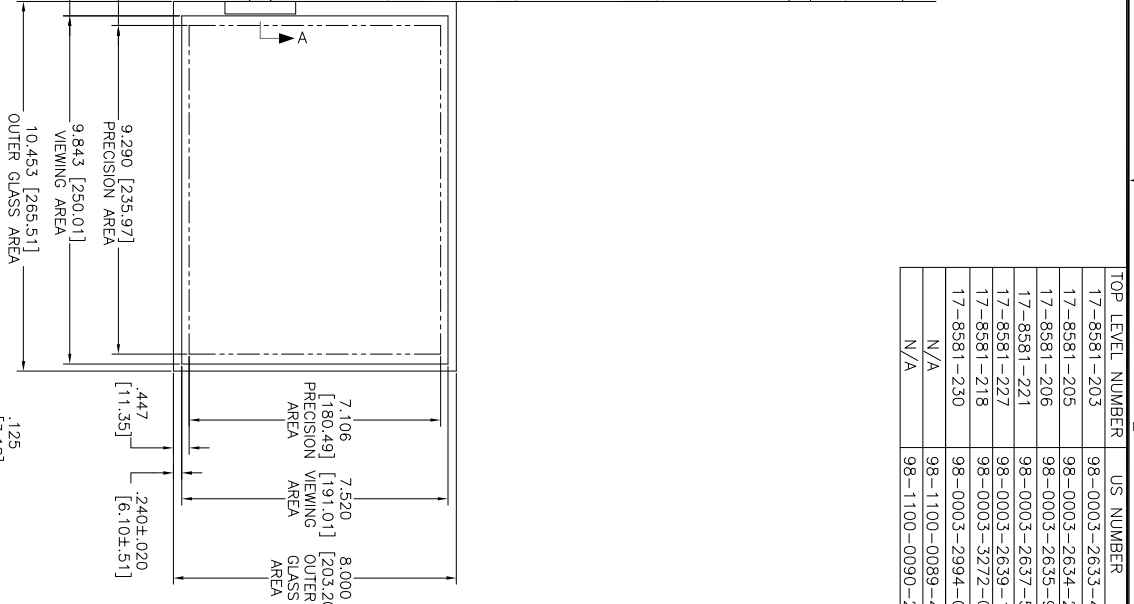 A
9.290 [235.97]
PRECISION AREA
9.843 [250.01]
VIEWING AREA
10.453 [265.51]
OUTER GLASS AREA
7.106
[180.49]
PRECISION
AREA
7.520
[191.01]
VIEWING
AREA
8.000
OUTER
GLASS
AREA
.447
[11.35]
.240±.020
[6.10±.51]
.125
TOP LEVEL NUMBER US NUMBER
17-8581-203 98-0003-2633-
17-8581-205 98-0003-2634-
17-8581-206 98-0003-2635-
17-8581-221 98-0003-2637-
17-8581-227 98-0003-2639-
17-8581-218 98-0003-3272-
17-8581-230 98-0003-2994-
N/A 98-1100-0089-
N/A 98-1100-0090-